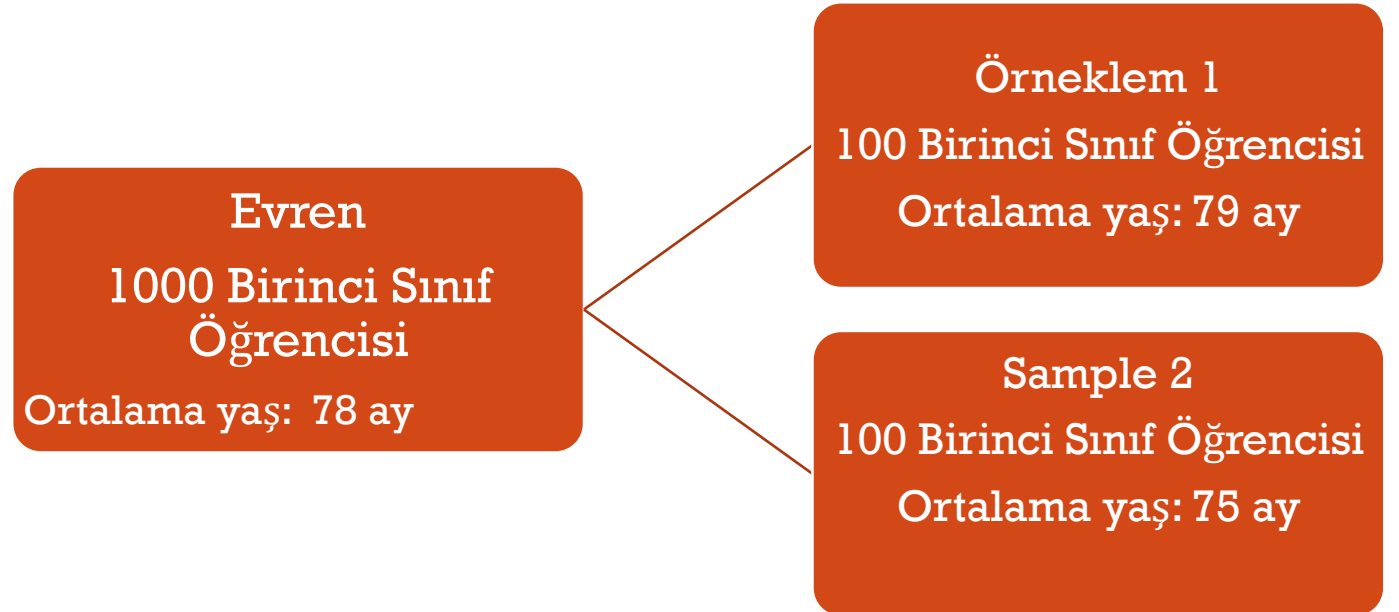 Evren
1000 Birinci Sınıf
Öğrencisi
Ortalama yaş: 78 ay
Örneklem 1
100 Birinci Sınıf Öğrencisi
Ortalama yaş: 79 ay
Sample 2
100 Birinci Sınıf Öğrencisi
Ortalama yaş: 75 ay